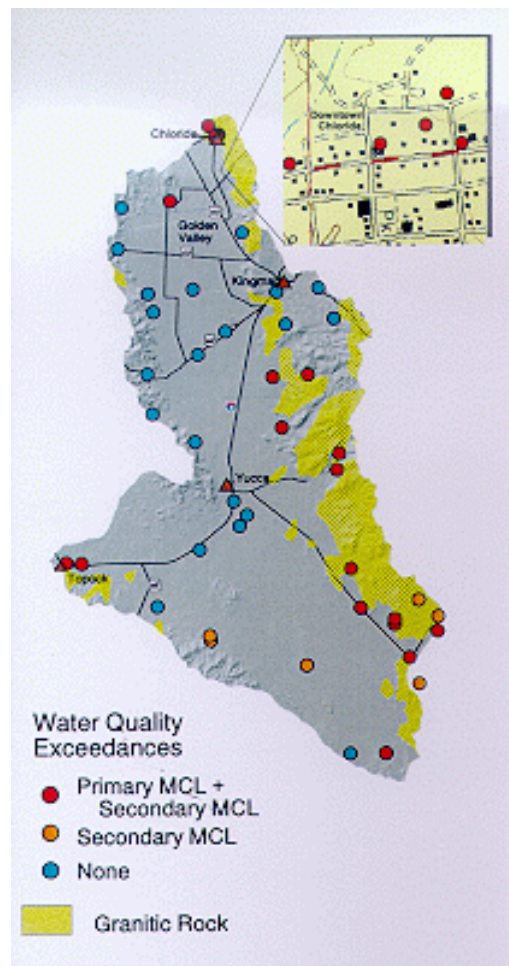 Downtown
Chloride
Chloride
Golden
Valley
Kingman
Yucca
Topock
Water Quality
Exceedances
Primary MCL +
Secondary MCL
Secondary MCL
None
Granitic Rock